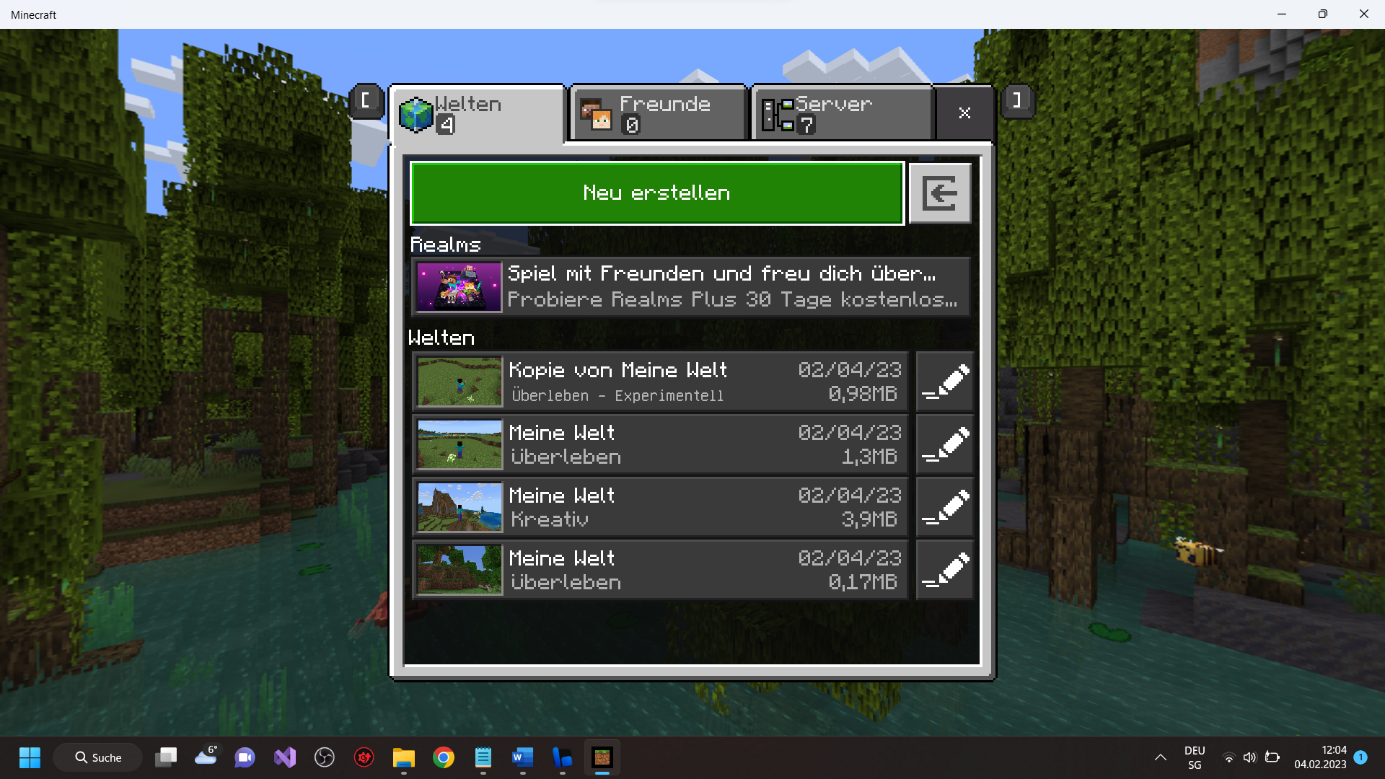 Minecraft
[
Welten
4
Freunde
0
Server
7
]
Neu erstellen
Realms
Spiel mit Freunden und freu dich über...
Probiere Realms Plus 30 Tage kostenlos...
Welten
Kopie von Meine Welt 02/04/23
Überleben - Experimentell 0,98MB
Meine Welt 02/04/23
Überleben 1,3MB
Meine Welt 02/04/23
Kreativ 3,9MB
Meine Welt 02/04/23
Überleben 0,17MB
Suche
6°
DEU
SG
12:04
04.02.2023
1